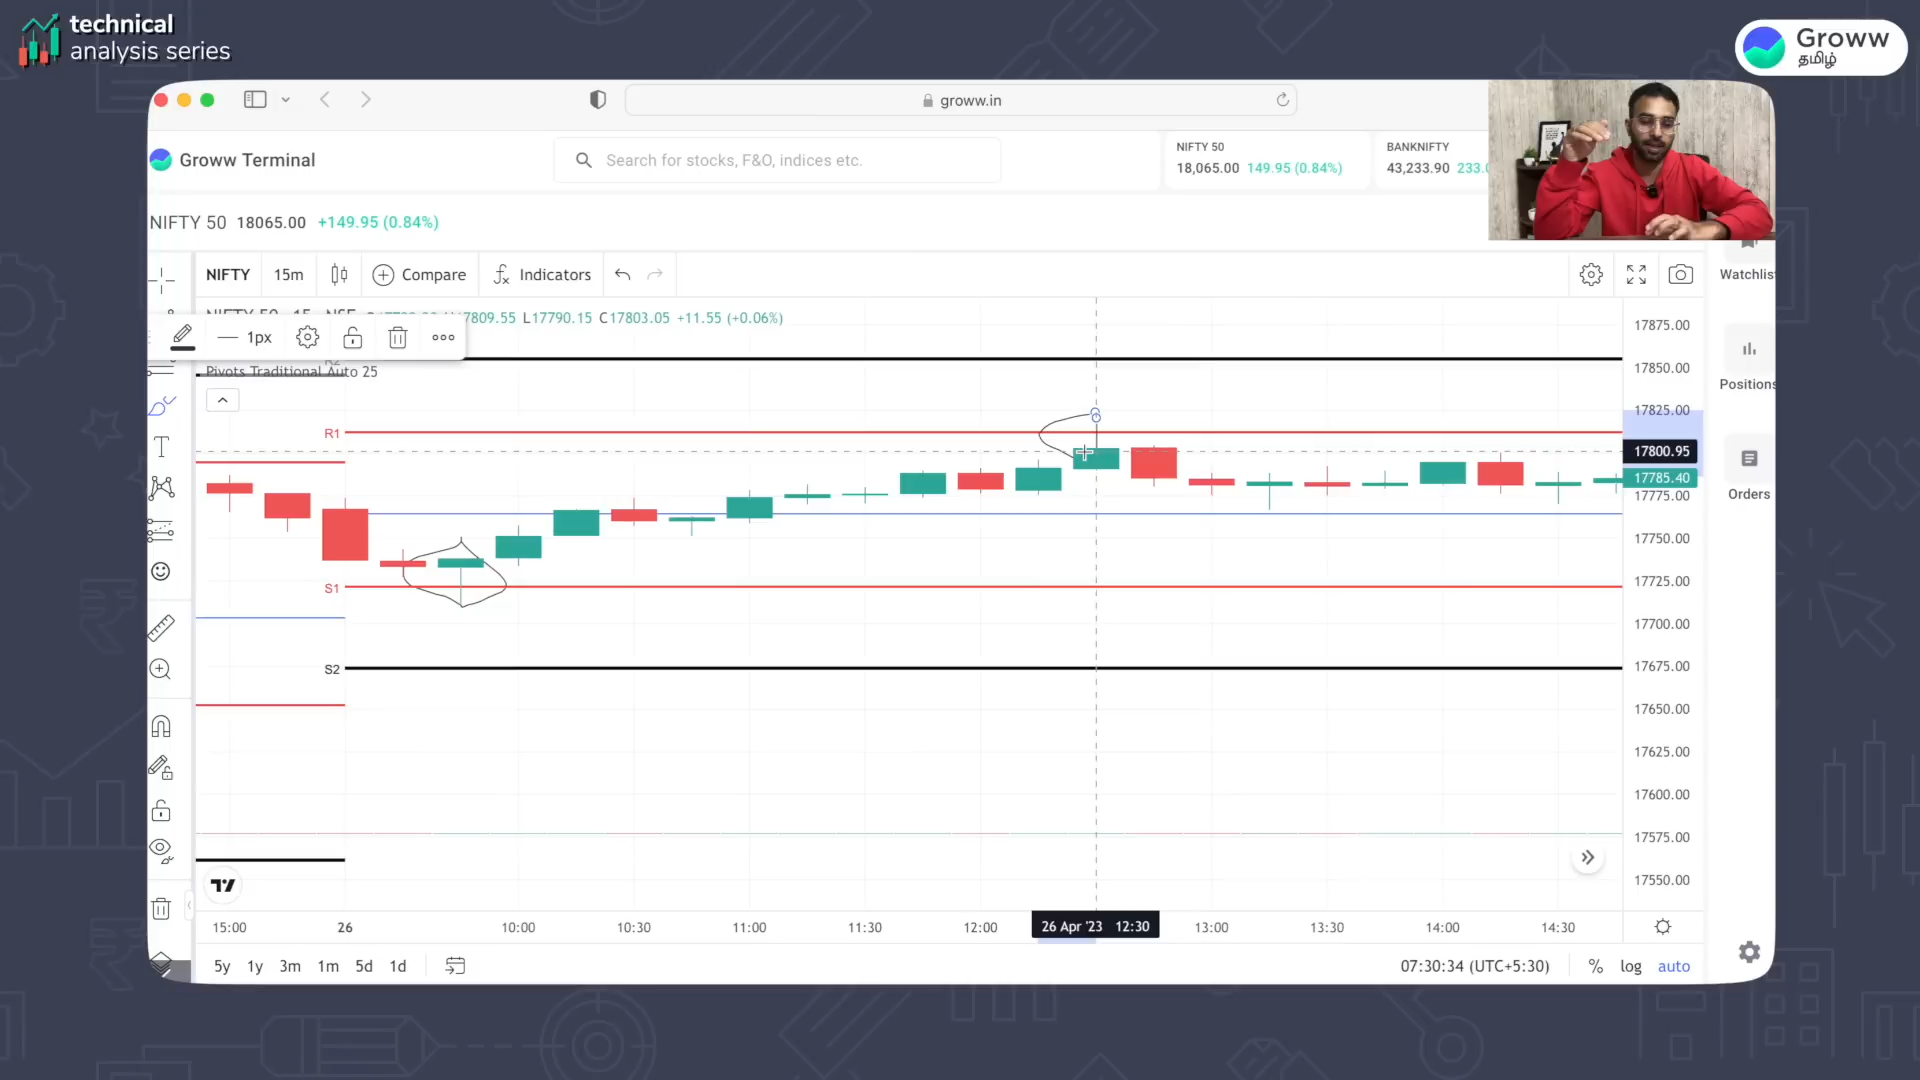 technical
analysis series
Groww
தமிழ்
groww.in
Groww Terminal
Search for stocks, F&O, indices etc.
NIFTY 50
18,065.00 149.95 (0.84%)
BANKNIFTY
43,233.90 233.0
NIFTY 50 18065.00 +149.95 (0.84%)
NIFTY 15m Compare Indicators
Watchlist
17809.55 L17790.15 C17803.05 +11.55 (+0.06%)
1px
Pivots Traditional Auto 25
R1
S1
S2
17875.00
17850.00
17825.00
17800.95
17785.40
17775.00
17750.00
17725.00
17700.00
17675.00
17650.00
17625.00
17600.00
17575.00
17550.00
Positions
Orders
15:00 26 10:00 10:30 11:00 11:30 12:00 26 Apr '23 12:30 13:00 13:30 14:00 14:30
5y 1y 3m 1m 5d 1d 07:30:34 (UTC+5:30) % log auto